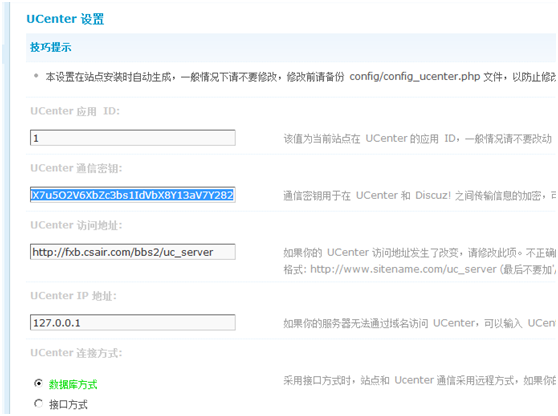 UCenter 设置
技巧提示
本设置在站点安装时自动生成，一般情况下请不要修改，修改前请备份 config/config_ucenter.php 文件，以防止修改
UCenter 应用 ID:
1
该值为当前站点在 UCenter 的应用 ID，一般情况请不要改动
UCenter 通信密钥:
lX7u5O2V6XbZc3bs1IdVbX8Y13aV7Y282
通信密钥用于在 UCenter 和 Discuz! 之间传输信息的加密，可
UCenter 访问地址:
http://fxb.csair.com/bbs2/uc_server
如果你的 UCenter 访问地址发生了改变，请修改此项。不正确的
格式: http://www.sitename.com/uc_server (最后不要加'/
UCenter IP 地址:
127.0.0.1
如果你的服务器无法通过域名访问 UCenter，可以输入 UCent
UCenter 连接方式:
数据库方式
采用接口方式时，站点和 Ucenter 通信采用远程方式，如果你的
接口方式